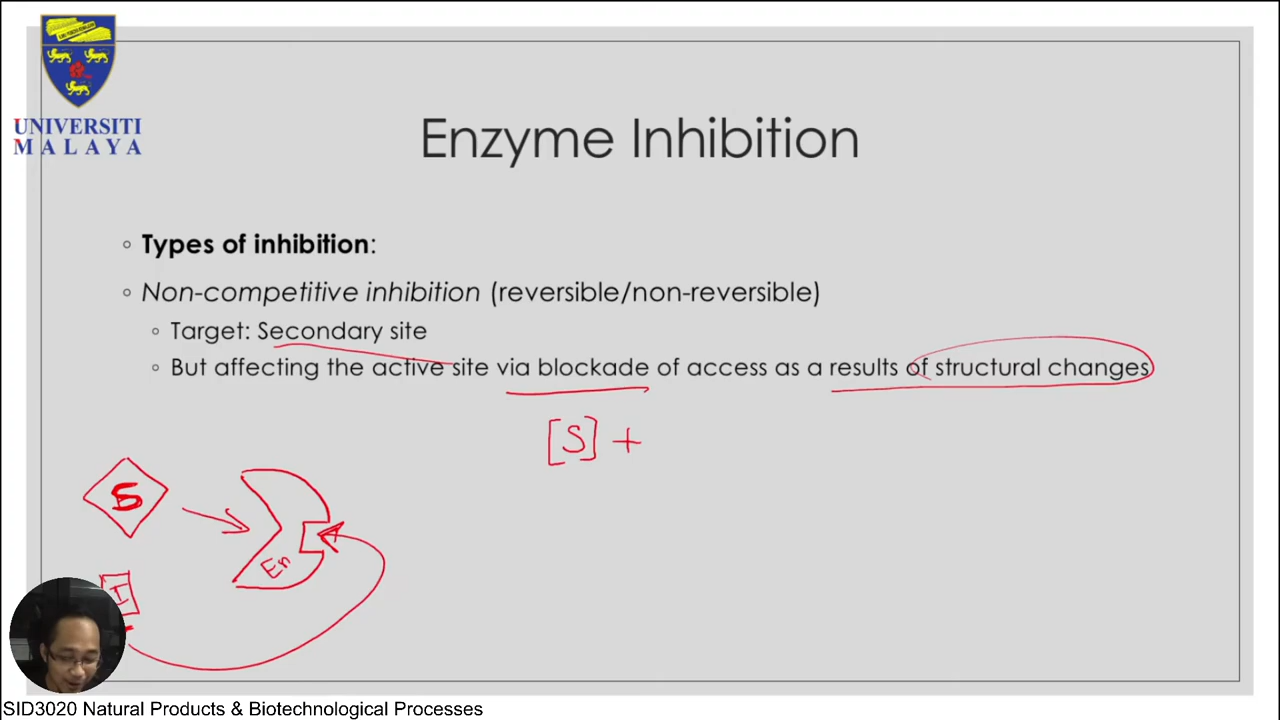 UNIVERSITI
MALAYA
Enzyme Inhibition
Types of inhibition:
Non-competitive inhibition (reversible/non-reversible)
Target: Secondary site
But affecting the active site via blockade of access as a results of structural changes
[S] +
S
En
I
SID3020 Natural Products & Biotechnological Processes